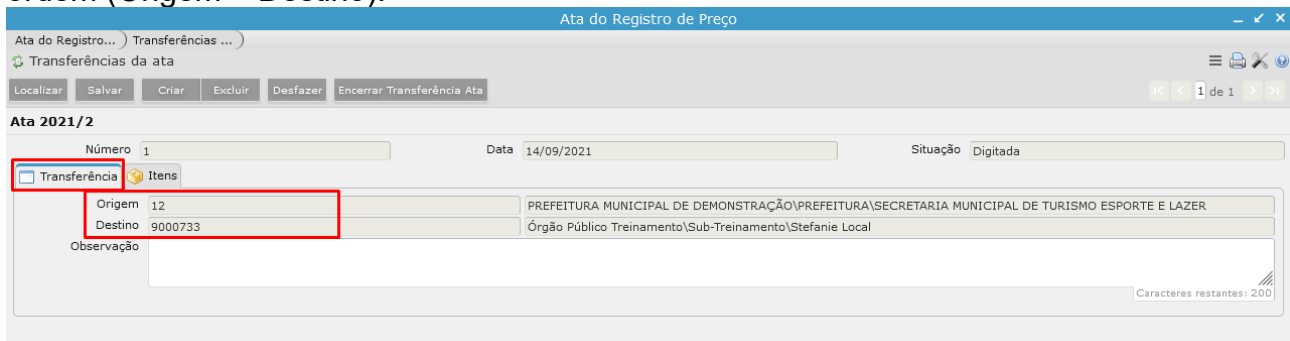 ordem (Origem – Destino).
Ata do Registro de Preço
Ata do Registro... ) Transferências ... )
Transferências da ata
Localizar Salvar Criar Excluir Desfazer Encerrar Transferência Ata 1 de 1
Ata 2021/2
Número 1 Data 14/09/2021 Situação Digitada
Transferência Itens
Origem 12 PREFEITURA MUNICIPAL DE DEMONSTRAÇÃO\PREFEITURA\SECRETARIA MUNICIPAL DE TURISMO ESPORTE E LAZER
Destino 9000733 Órgão Público Treinamento\Sub-Treinamento\Stefanie Local
Observação
Caracteres restantes: 200